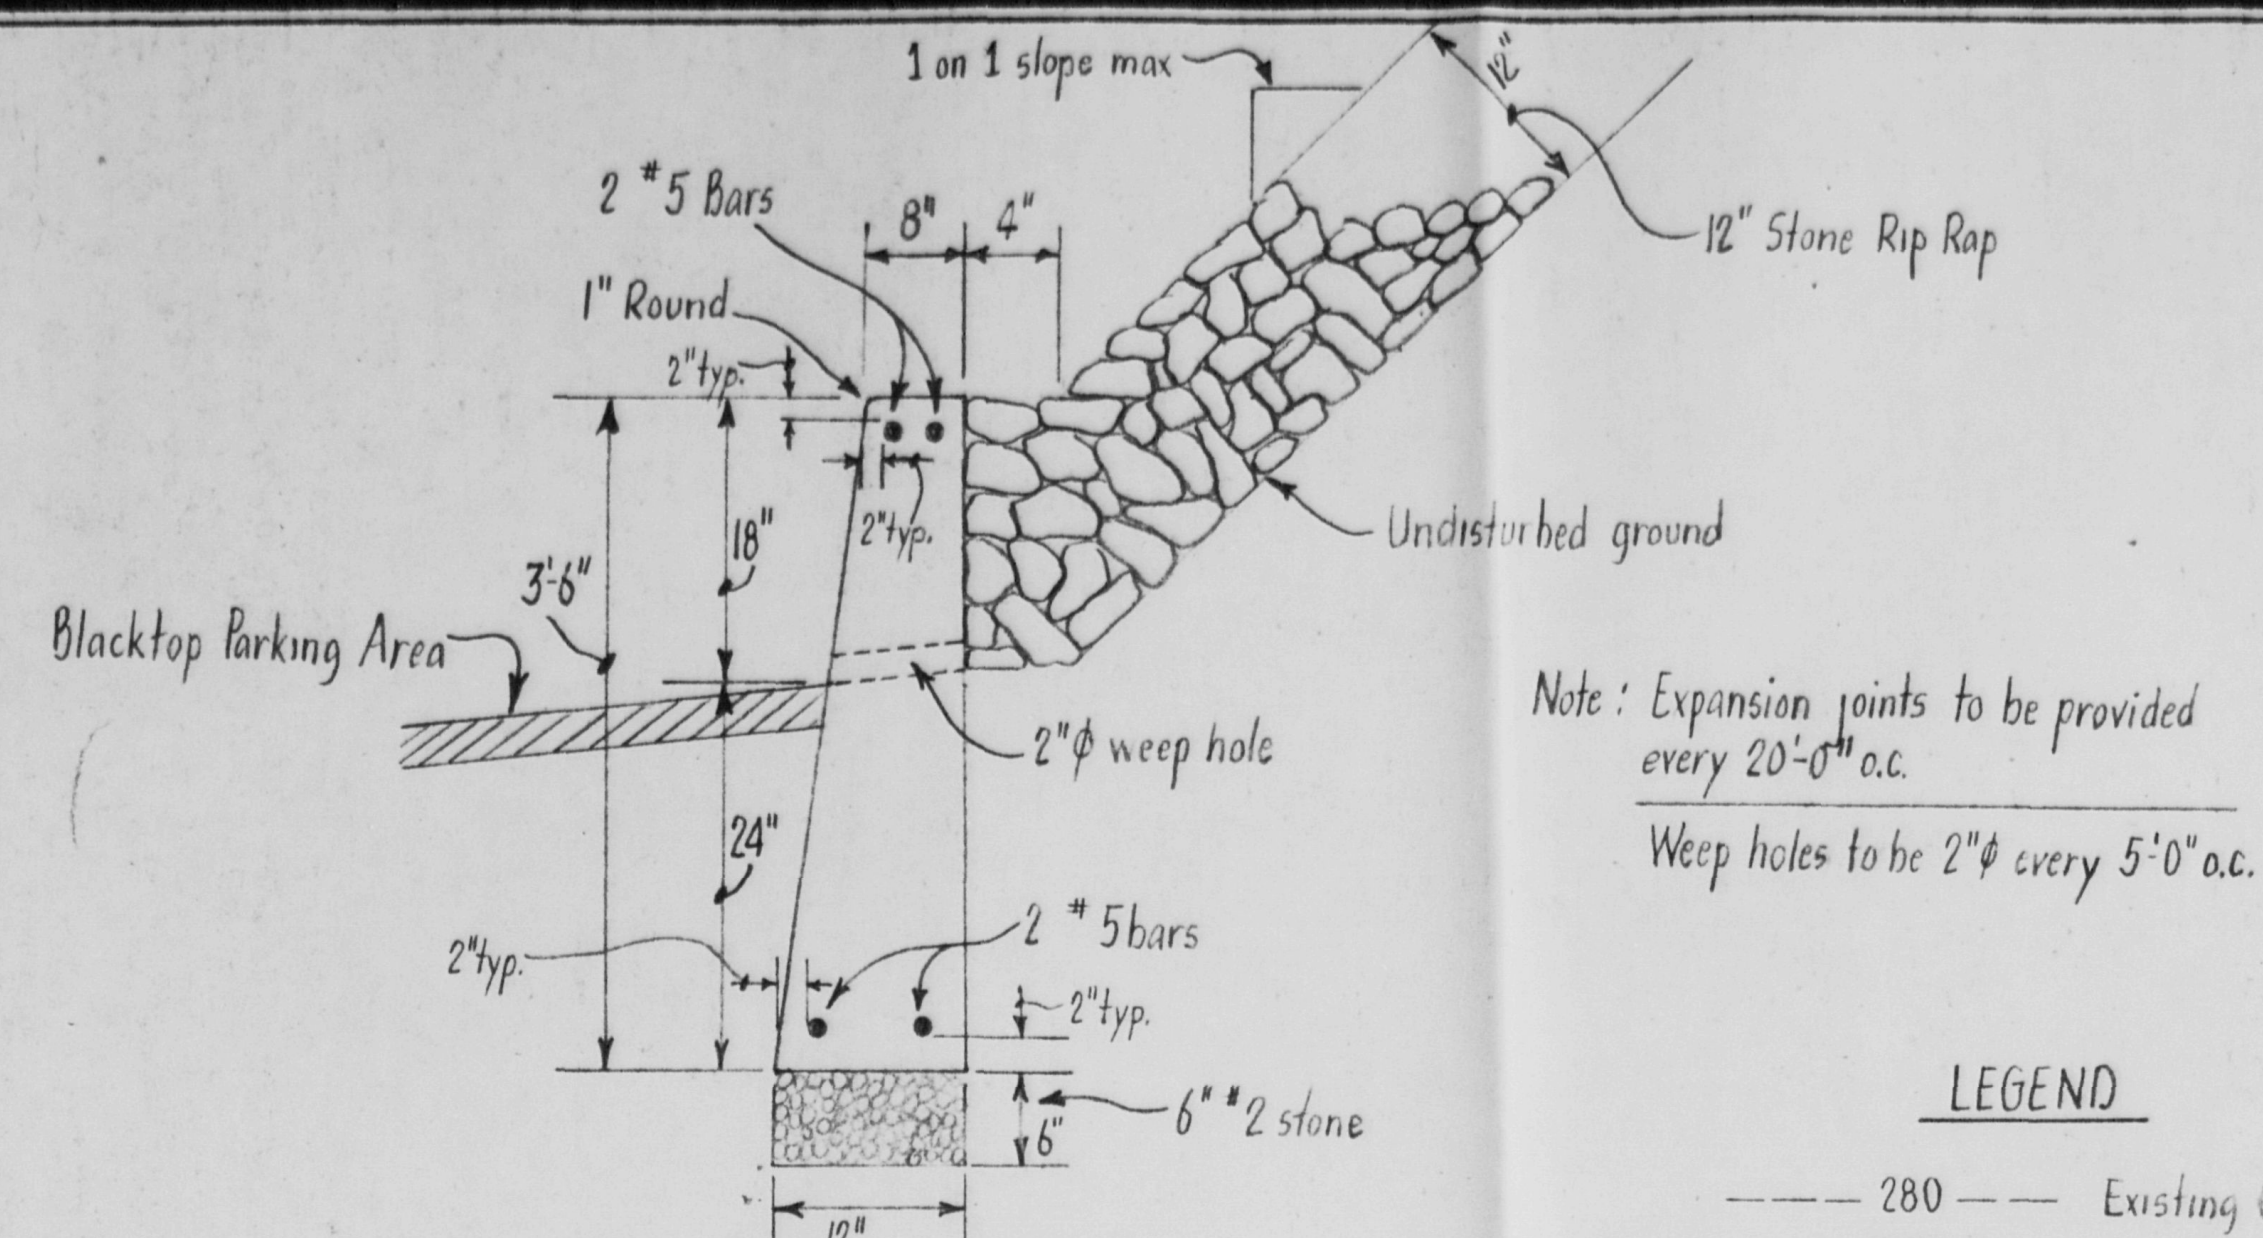 1 on 1 slope max
12"
2 #5 Bars
8"
4"
12" Stone Rip Rap
1" Round
2" typ.
18"
2" typ.
Undisturbed ground
3'-6"
Blacktop Parking Area
2"ϕ weep hole
Note: Expansion joints to be provided
every 20'-0" o.c.
Weep holes to be 2"ϕ every 5'-0" o.c.
24"
2 #5 bars
2" typ.
2" typ.
6" #2 stone
6"
LEGEND
280
Existing
12"